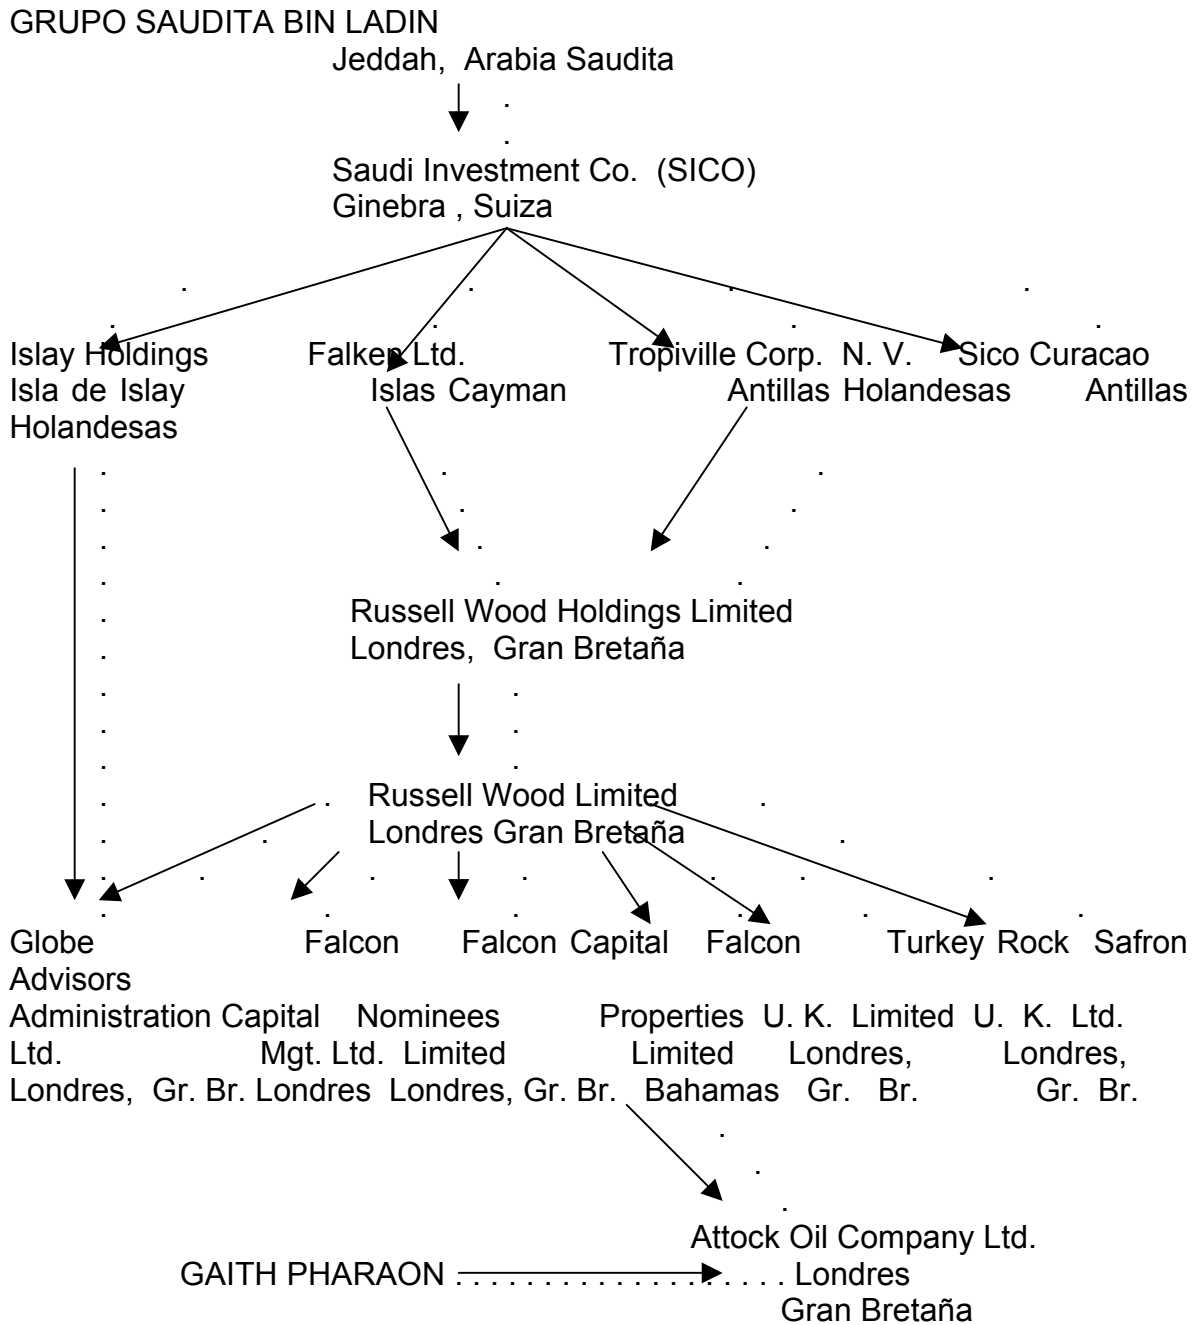 GRUPO SAUDITA BIN LADIN
Jeddah, Arabia Saudita
.
.
Saudi Investment Co. (SICO)
Ginebra , Suiza
. . . .
. . . .
Islay Holdings Falken Ltd. Tropiville Corp. N. V. Sico Curacao
Isla de Islay Islas Cayman Antillas Holandesas Antillas
Holandesas
. . .
. . .
. . .
. . .
. Russell Wood Holdings Limited
. Londres, Gran Bretaña
. .
. .
. .
. . Russell Wood Limited .
. . Londres Gran Bretaña .
. . . . . . .
. . . . . .
Globe Falcon Falcon Capital Falcon Turkey Rock Safron
Advisors
Administration Capital Nominees Properties U. K. Limited U. K. Ltd.
Ltd. Mgt. Ltd. Limited Limited Londres, Londres,
Londres, Gr. Br. Londres Londres, Gr. Br. Bahamas Gr. Br. Gr. Br.
.
.
.
Attock Oil Company Ltd.
GAITH PHARAON . . . . . . . . . . . . . . . . . . Londres
Gran Bretaña